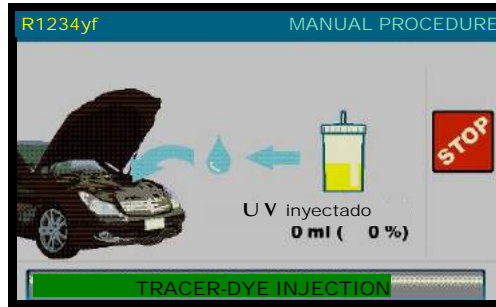 R1234yf MANUAL PROCEDURE
STOP
UV inyectado
0 ml ( 0 %)
TRACER-DYE INJECTION